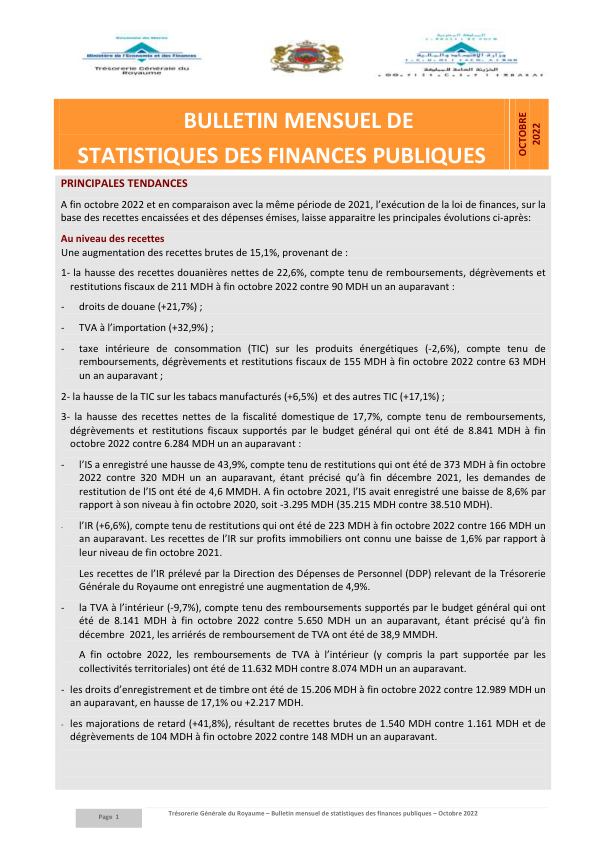 Royaume du Maroc
Ministère de l'Economie et des Finances
Trésorerie Générale du
Royaume
المملكة المغربية
وزارة الاقتصاد والمالية
الخزينة العامة للمملكة
BULLETIN MENSUEL DE
STATISTIQUES DES FINANCES PUBLIQUES
OCTOBRE
2022
PRINCIPALES TENDANCES
A fin octobre 2022 et en comparaison avec la même période de 2021, l'exécution de la loi de finances, sur la
base des recettes encaissées et des dépenses émises, laisse apparaitre les principales évolutions ci-après:
Au niveau des recettes
Une augmentation des recettes brutes de 15,1%, provenant de :
1- la hausse des recettes douanières nettes de 22,6%, compte tenu de remboursements, dégrèvements et
restitutions fiscaux de 211 MDH à fin octobre 2022 contre 90 MDH un an auparavant :
- droits de douane (+21,7%) ;
- TVA à l'importation (+32,9%) ;
- taxe intérieure de consommation (TIC) sur les produits énergétiques (-2,6%), compte tenu de
remboursements, dégrèvements et restitutions fiscaux de 155 MDH à fin octobre 2022 contre 63 MDH
un an auparavant ;
2- la hausse de la TIC sur les tabacs manufacturés (+6,5%) et des autres TIC (+17,1%) ;
3- la hausse des recettes nettes de la fiscalité domestique de 17,7%, compte tenu de remboursements,
dégrèvements et restitutions fiscaux supportés par le budget général qui ont été de 8.841 MDH à fin
octobre 2022 contre 6.284 MDH un an auparavant :
- l'IS a enregistré une hausse de 43,9%, compte tenu de restitutions qui ont été de 373 MDH à fin octobre
2022 contre 320 MDH un an auparavant, étant précisé qu'à fin décembre 2021, les demandes de
restitution de l'IS ont été de 4,6 MMDH. A fin octobre 2021, l'IS avait enregistré une baisse de 8,6% par
rapport à son niveau à fin octobre 2020, soit -3.295 MDH (35.215 MDH contre 38.510 MDH).
- l'IR (+6,6%), compte tenu de restitutions qui ont été de 223 MDH à fin octobre 2022 contre 166 MDH un
an auparavant. Les recettes de l'IR sur profits immobiliers ont connu une baisse de 1,6% par rapport à
leur niveau de fin octobre 2021.
Les recettes de l'IR prélevé par la Direction des Dépenses de Personnel (DDP) relevant de la Trésorerie
Générale du Royaume ont enregistré une augmentation de 4,9%.
- la TVA à l'intérieur (-9,7%), compte tenu des remboursements supportés par le budget général qui ont
été de 8.141 MDH à fin octobre 2022 contre 5.650 MDH un an auparavant, étant précisé qu'à fin
décembre 2021, les arriérés de remboursement de TVA ont été de 38,9 MMDH.
A fin octobre 2022, les remboursements de TVA à l'intérieur (y compris la part supportée par les
collectivités territoriales) ont été de 11.632 MDH contre 8.074 MDH un an auparavant.
- les droits d'enregistrement et de timbre ont été de 15.206 MDH à fin octobre 2022 contre 12.989 MDH un
an auparavant, en hausse de 17,1% ou +2.217 MDH.
- les majorations de retard (+41,8%), résultant de recettes brutes de 1.540 MDH contre 1.161 MDH et de
dégrèvements de 104 MDH à fin octobre 2022 contre 148 MDH un an auparavant.
Page 1
Trésorerie Générale du Royaume – Bulletin mensuel de statistiques des finances publiques – Octobre 2022